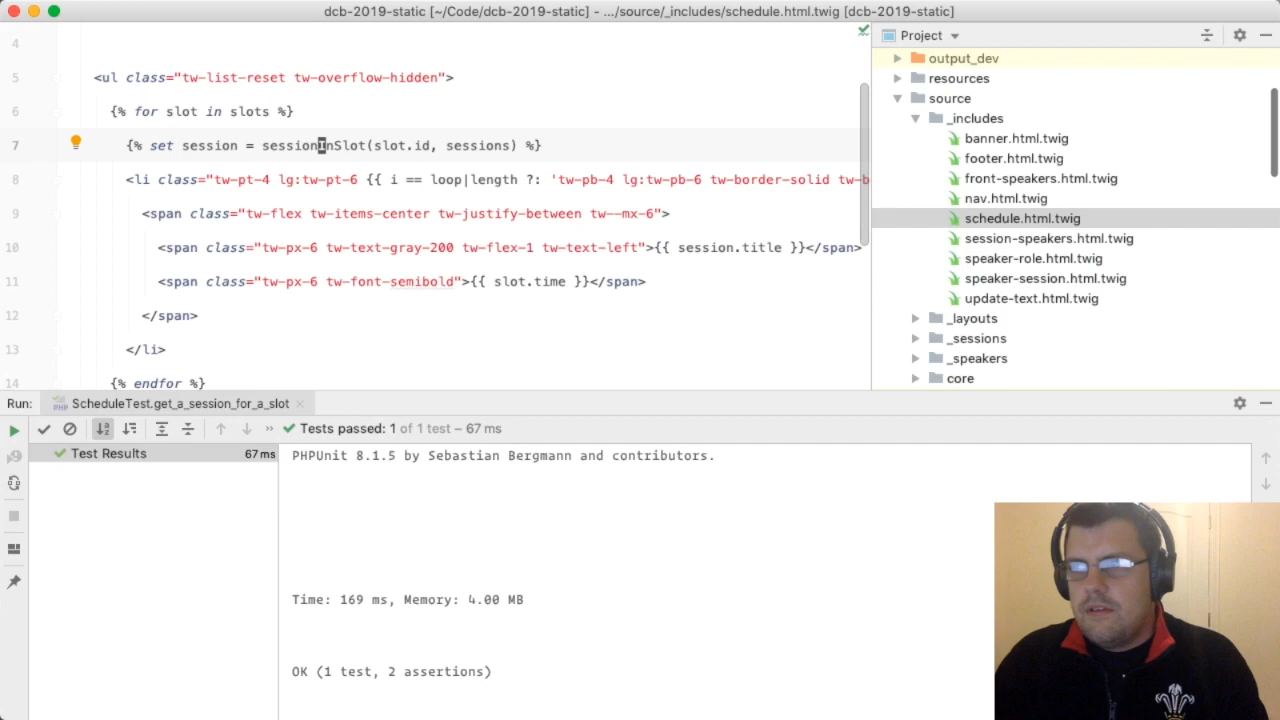 dcb-2019-static [~/Code/dcb-2019-static] - .../source/_includes/schedule.html.twig [dcb-2019-static]
4
5 <ul class="tw-list-reset tw-overflow-hidden">
6 {% for slot in slots %}
7 {% set session = sessionInSlot(slot.id, sessions) %}
8 <li class="tw-pt-4 lg:tw-pt-6 {{ i == loop|length ?: 'tw-pb-4 lg:tw-pb-6 tw-border-solid tw-b
9 <span class="tw-flex tw-items-center tw-justify-between tw--mx-6">
10 <span class="tw-px-6 tw-text-gray-200 tw-flex-1 tw-text-left">{{ session.title }}</span>
11 <span class="tw-px-6 tw-font-semibold">{{ slot.time }}</span>
12 </span>
13 </li>
14 {% endfor %}
Project
output_dev
resources
source
_includes
banner.html.twig
footer.html.twig
front-speakers.html.twig
nav.html.twig
schedule.html.twig
session-speakers.html.twig
speaker-role.html.twig
speaker-session.html.twig
update-text.html.twig
_layouts
_sessions
_speakers
core
Run: ScheduleTest.get_a_session_for_a_slot
Tests passed: 1 of 1 test – 67 ms
Test Results 67 ms
PHPUnit 8.1.5 by Sebastian Bergmann and contributors.
Time: 169 ms, Memory: 4.00 MB
OK (1 test, 2 assertions)